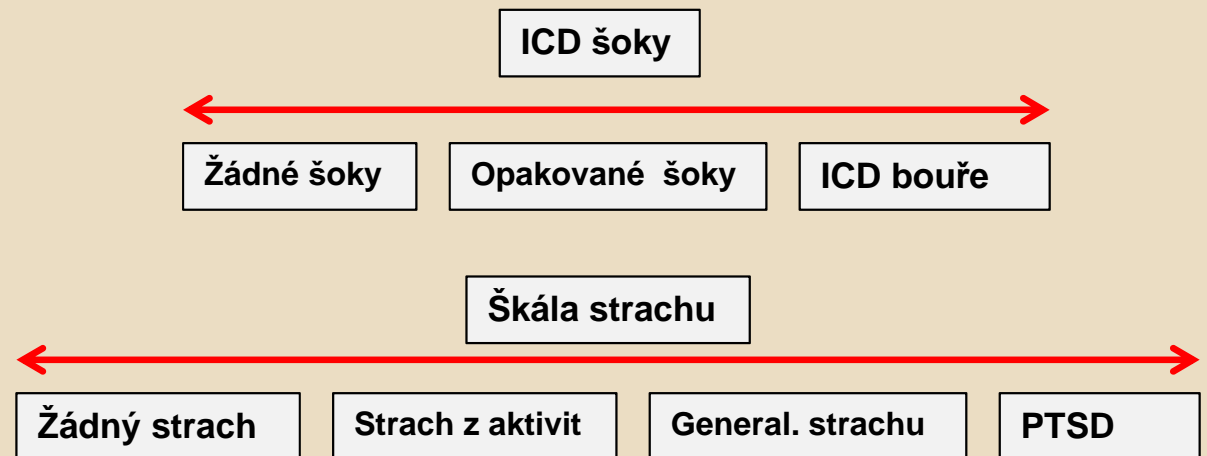 ICD šoky
Žádné šoky Opakované šoky ICD bouře
Škála strachu
Žádný strach Strach z aktivit General. strachu PTSD